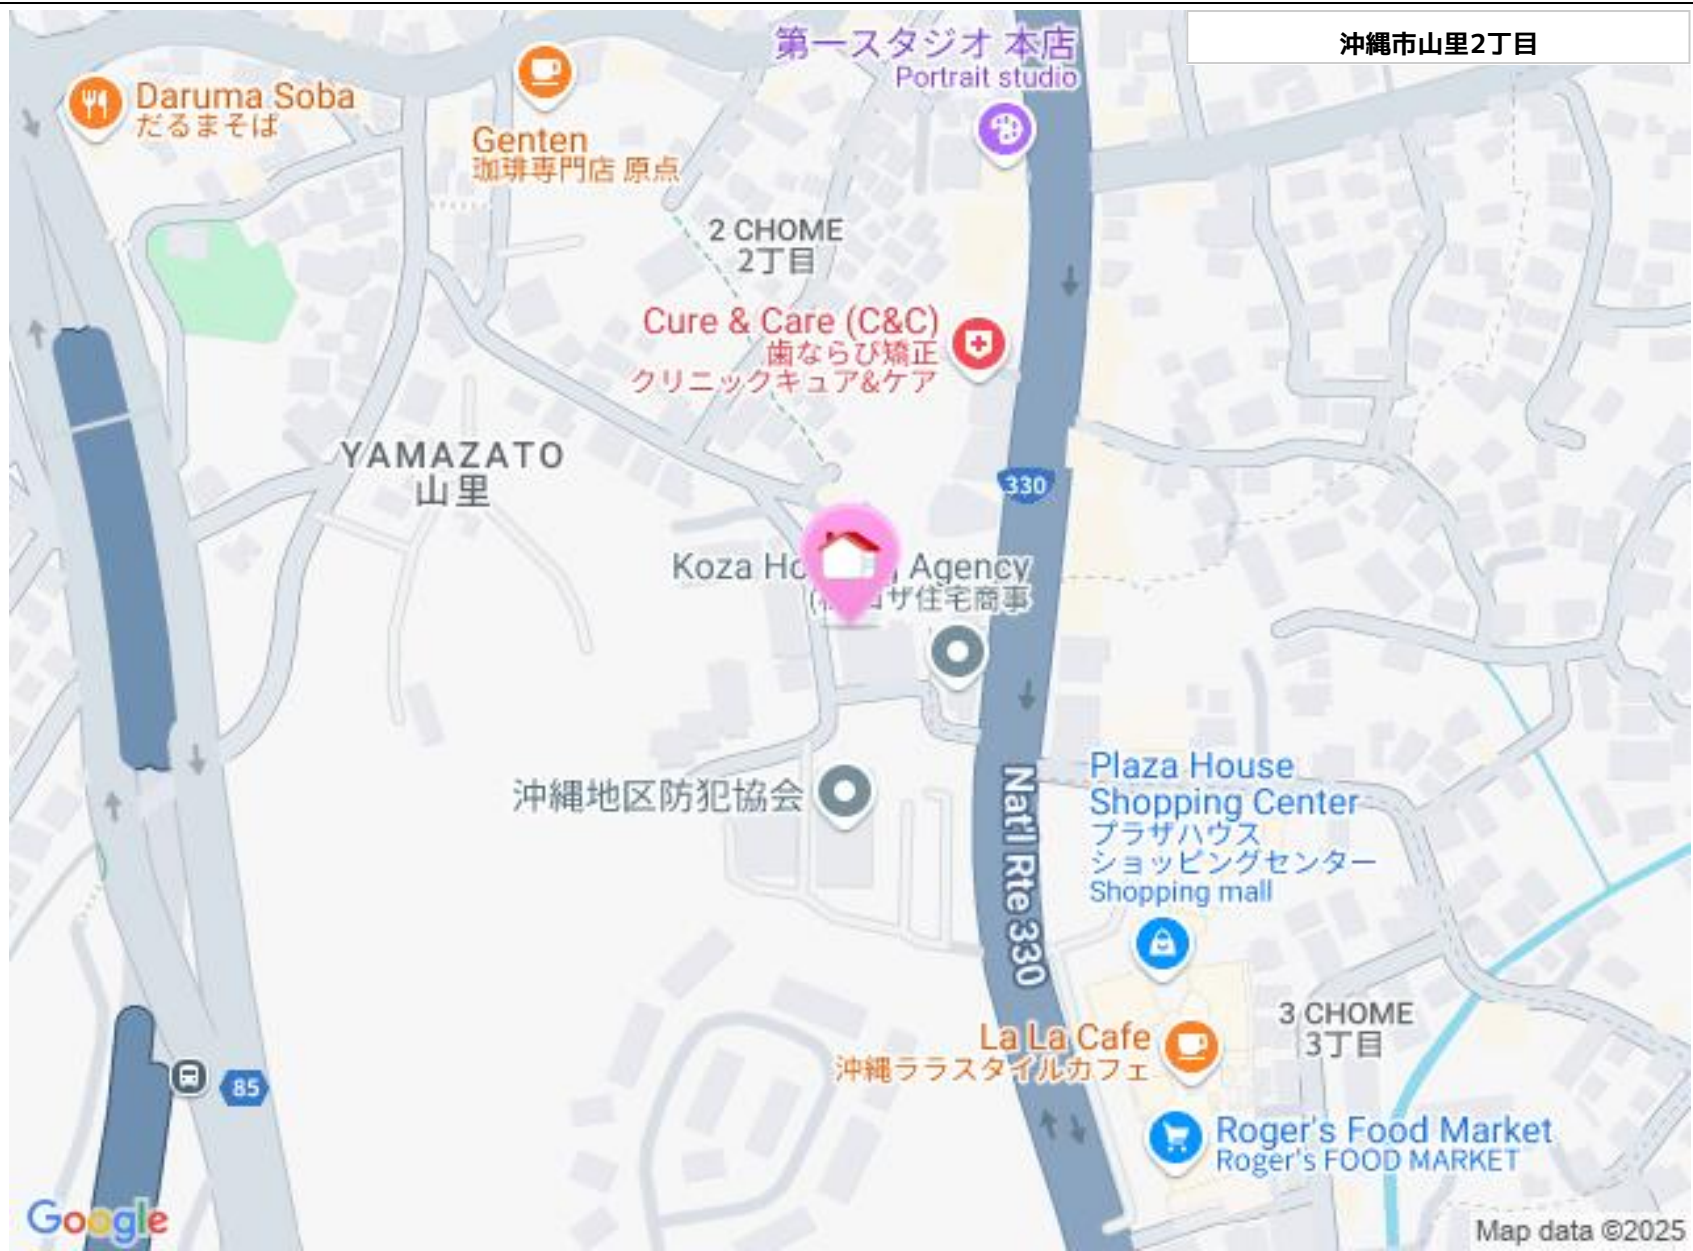 沖縄市山里2丁目
第一スタジオ 本店
Portrait studio
Daruma Soba
だるまそば
Genten
珈琲専門店 原点
2 CHOME
2丁目
Cure & Care (C&C)
歯ならび矯正
クリニックキュア&ケア
YAMAZATO
山里
330
Koza Agency
ザ住宅商事
沖縄地区防犯協会
Nat'l Rte 330
Plaza House
Shopping Center
プラザハウス
ショッピングセンター
Shopping mall
3 CHOME
3丁目
La La Cafe
沖縄ララスタイルカフェ
85
Roger's Food Market
Roger's FOOD MARKET
Google
Map data ©2025